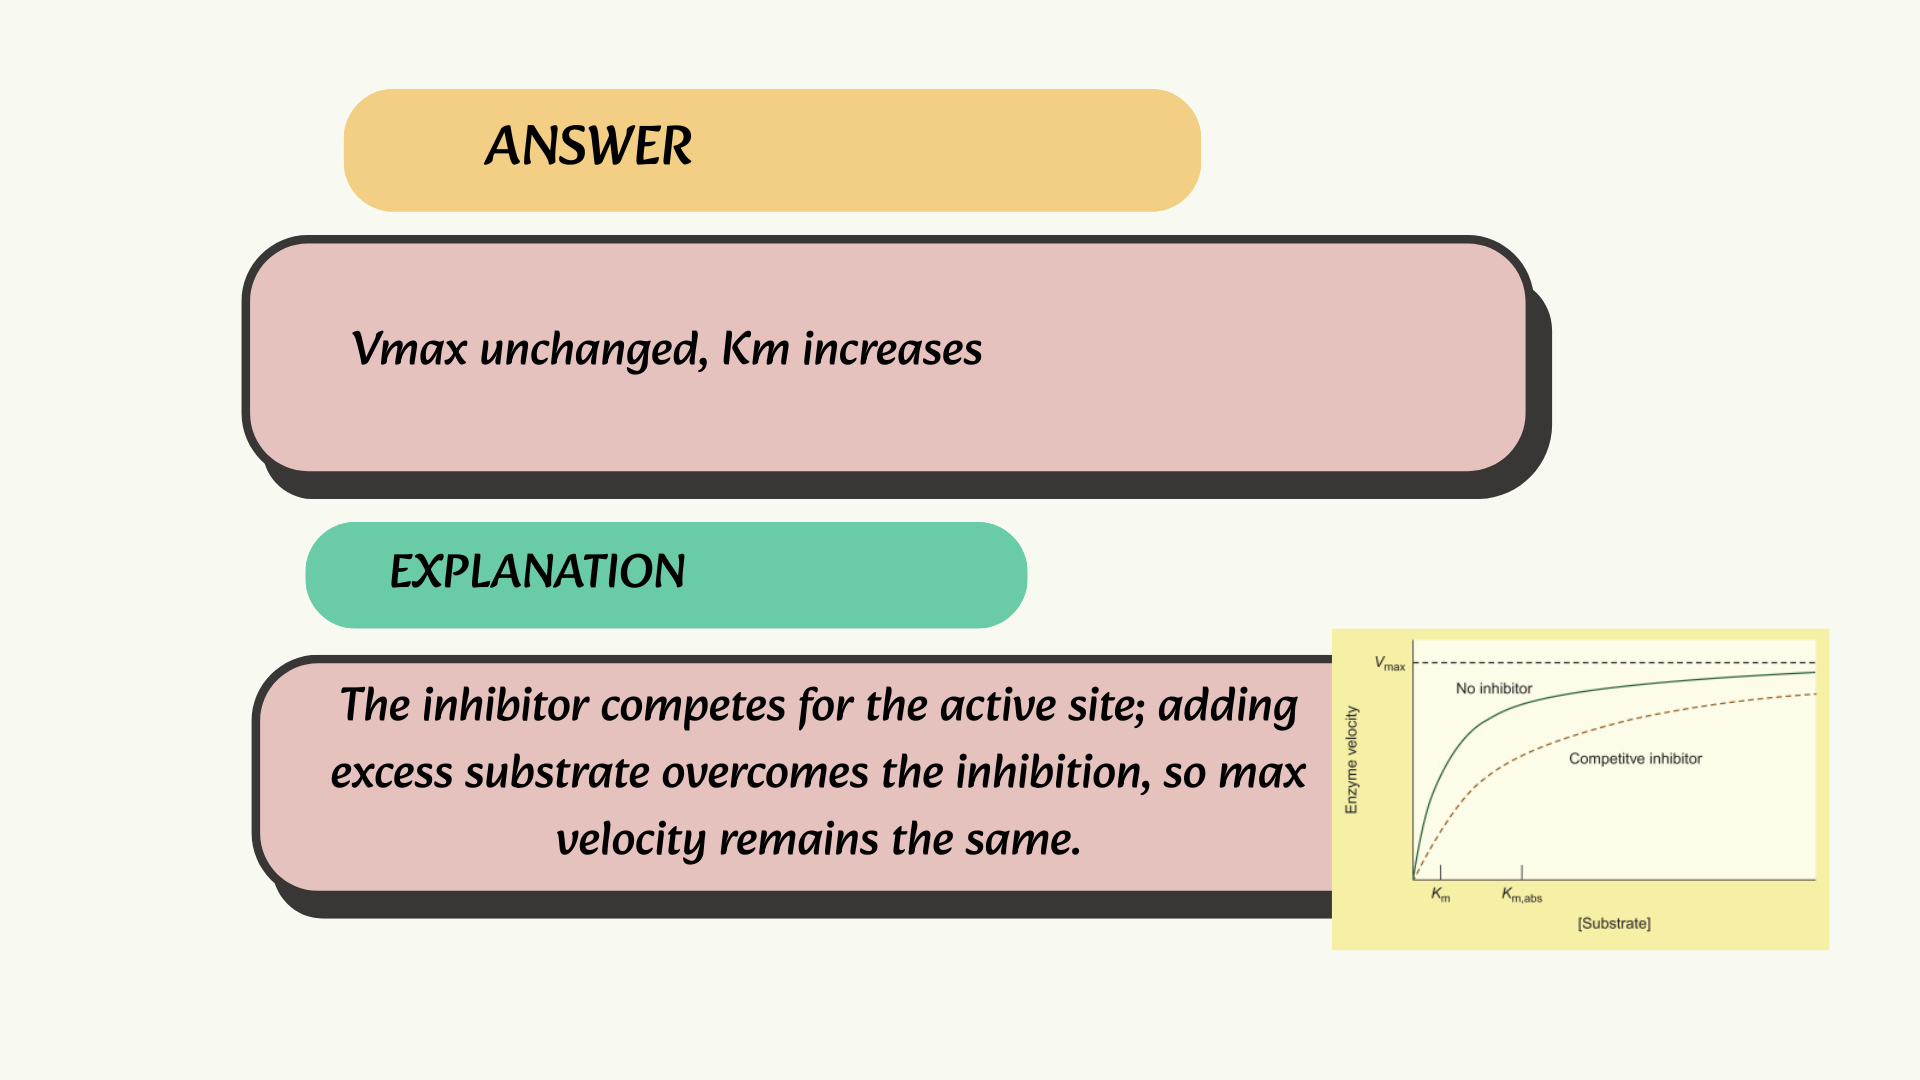 ANSWER
Vmax unchanged, Km increases
EXPLANATION
The inhibitor competes for the active site; adding
excess substrate overcomes the inhibition, so max
velocity remains the same.
Vmax
No inhibitor
Competitve inhibitor
Enzyme velocity
Km
Km,abs
[Substrate]